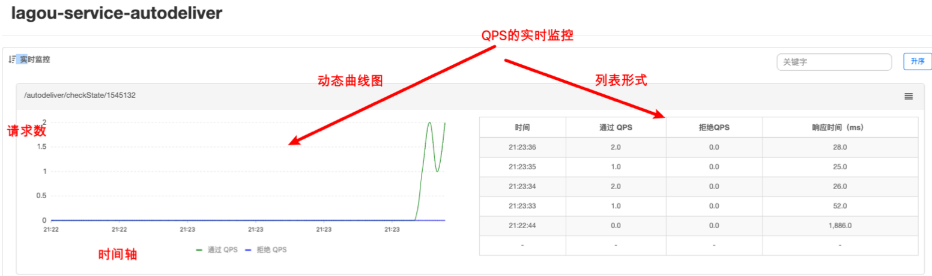 lagou-service-autodeliver
QPS的实时监控
实时监控
关键字
升序
动态曲线图
列表形式
/autodeliver/checkState/1545132
请求数
2
1.5
1
0.5
0
21:22 21:22 21:23 21:23 21:23 21:23
时间轴
通过 QPS 拒绝 QPS
时间 通过 QPS 拒绝QPS 响应时间（ms）
21:23:36 2.0 0.0 28.0
21:23:35 1.0 0.0 25.0
21:23:34 2.0 0.0 26.0
21:23:33 1.0 0.0 52.0
21:22:44 0.0 0.0 1,886.0
- - - -